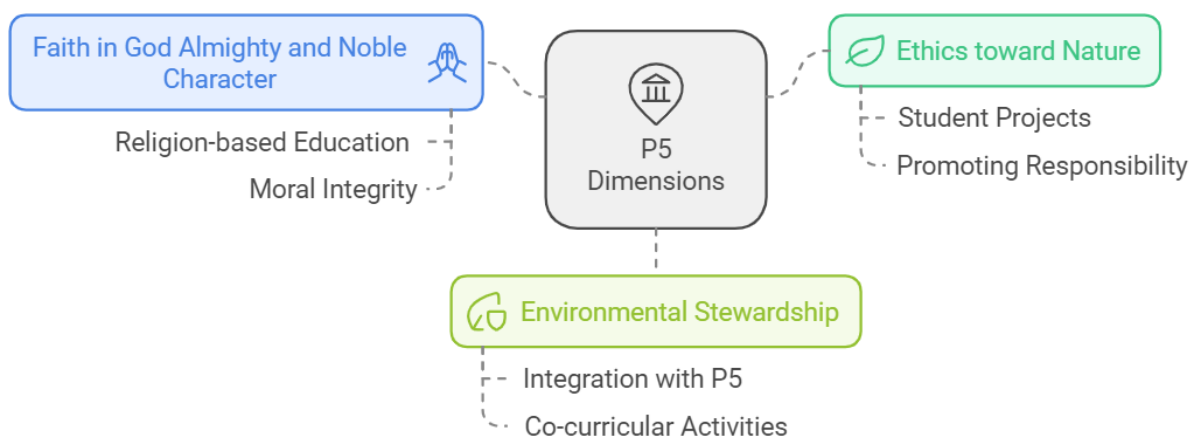 Faith in God Almighty and Noble
Character
Religion-based Education
Moral Integrity
P5
Dimensions
Ethics toward Nature
Student Projects
Promoting Responsibility
Environmental Stewardship
Integration with P5
Co-curricular Activities